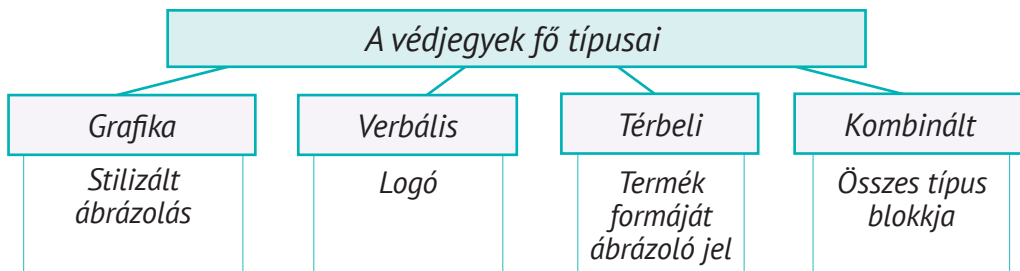 A védjegyek fő típusai
Grafika
Verbális
Térbeli
Kombinált
Stilizált
ábrázolás
Logó
Termék
formáját
ábrázoló jel
Összes típus
blokkja